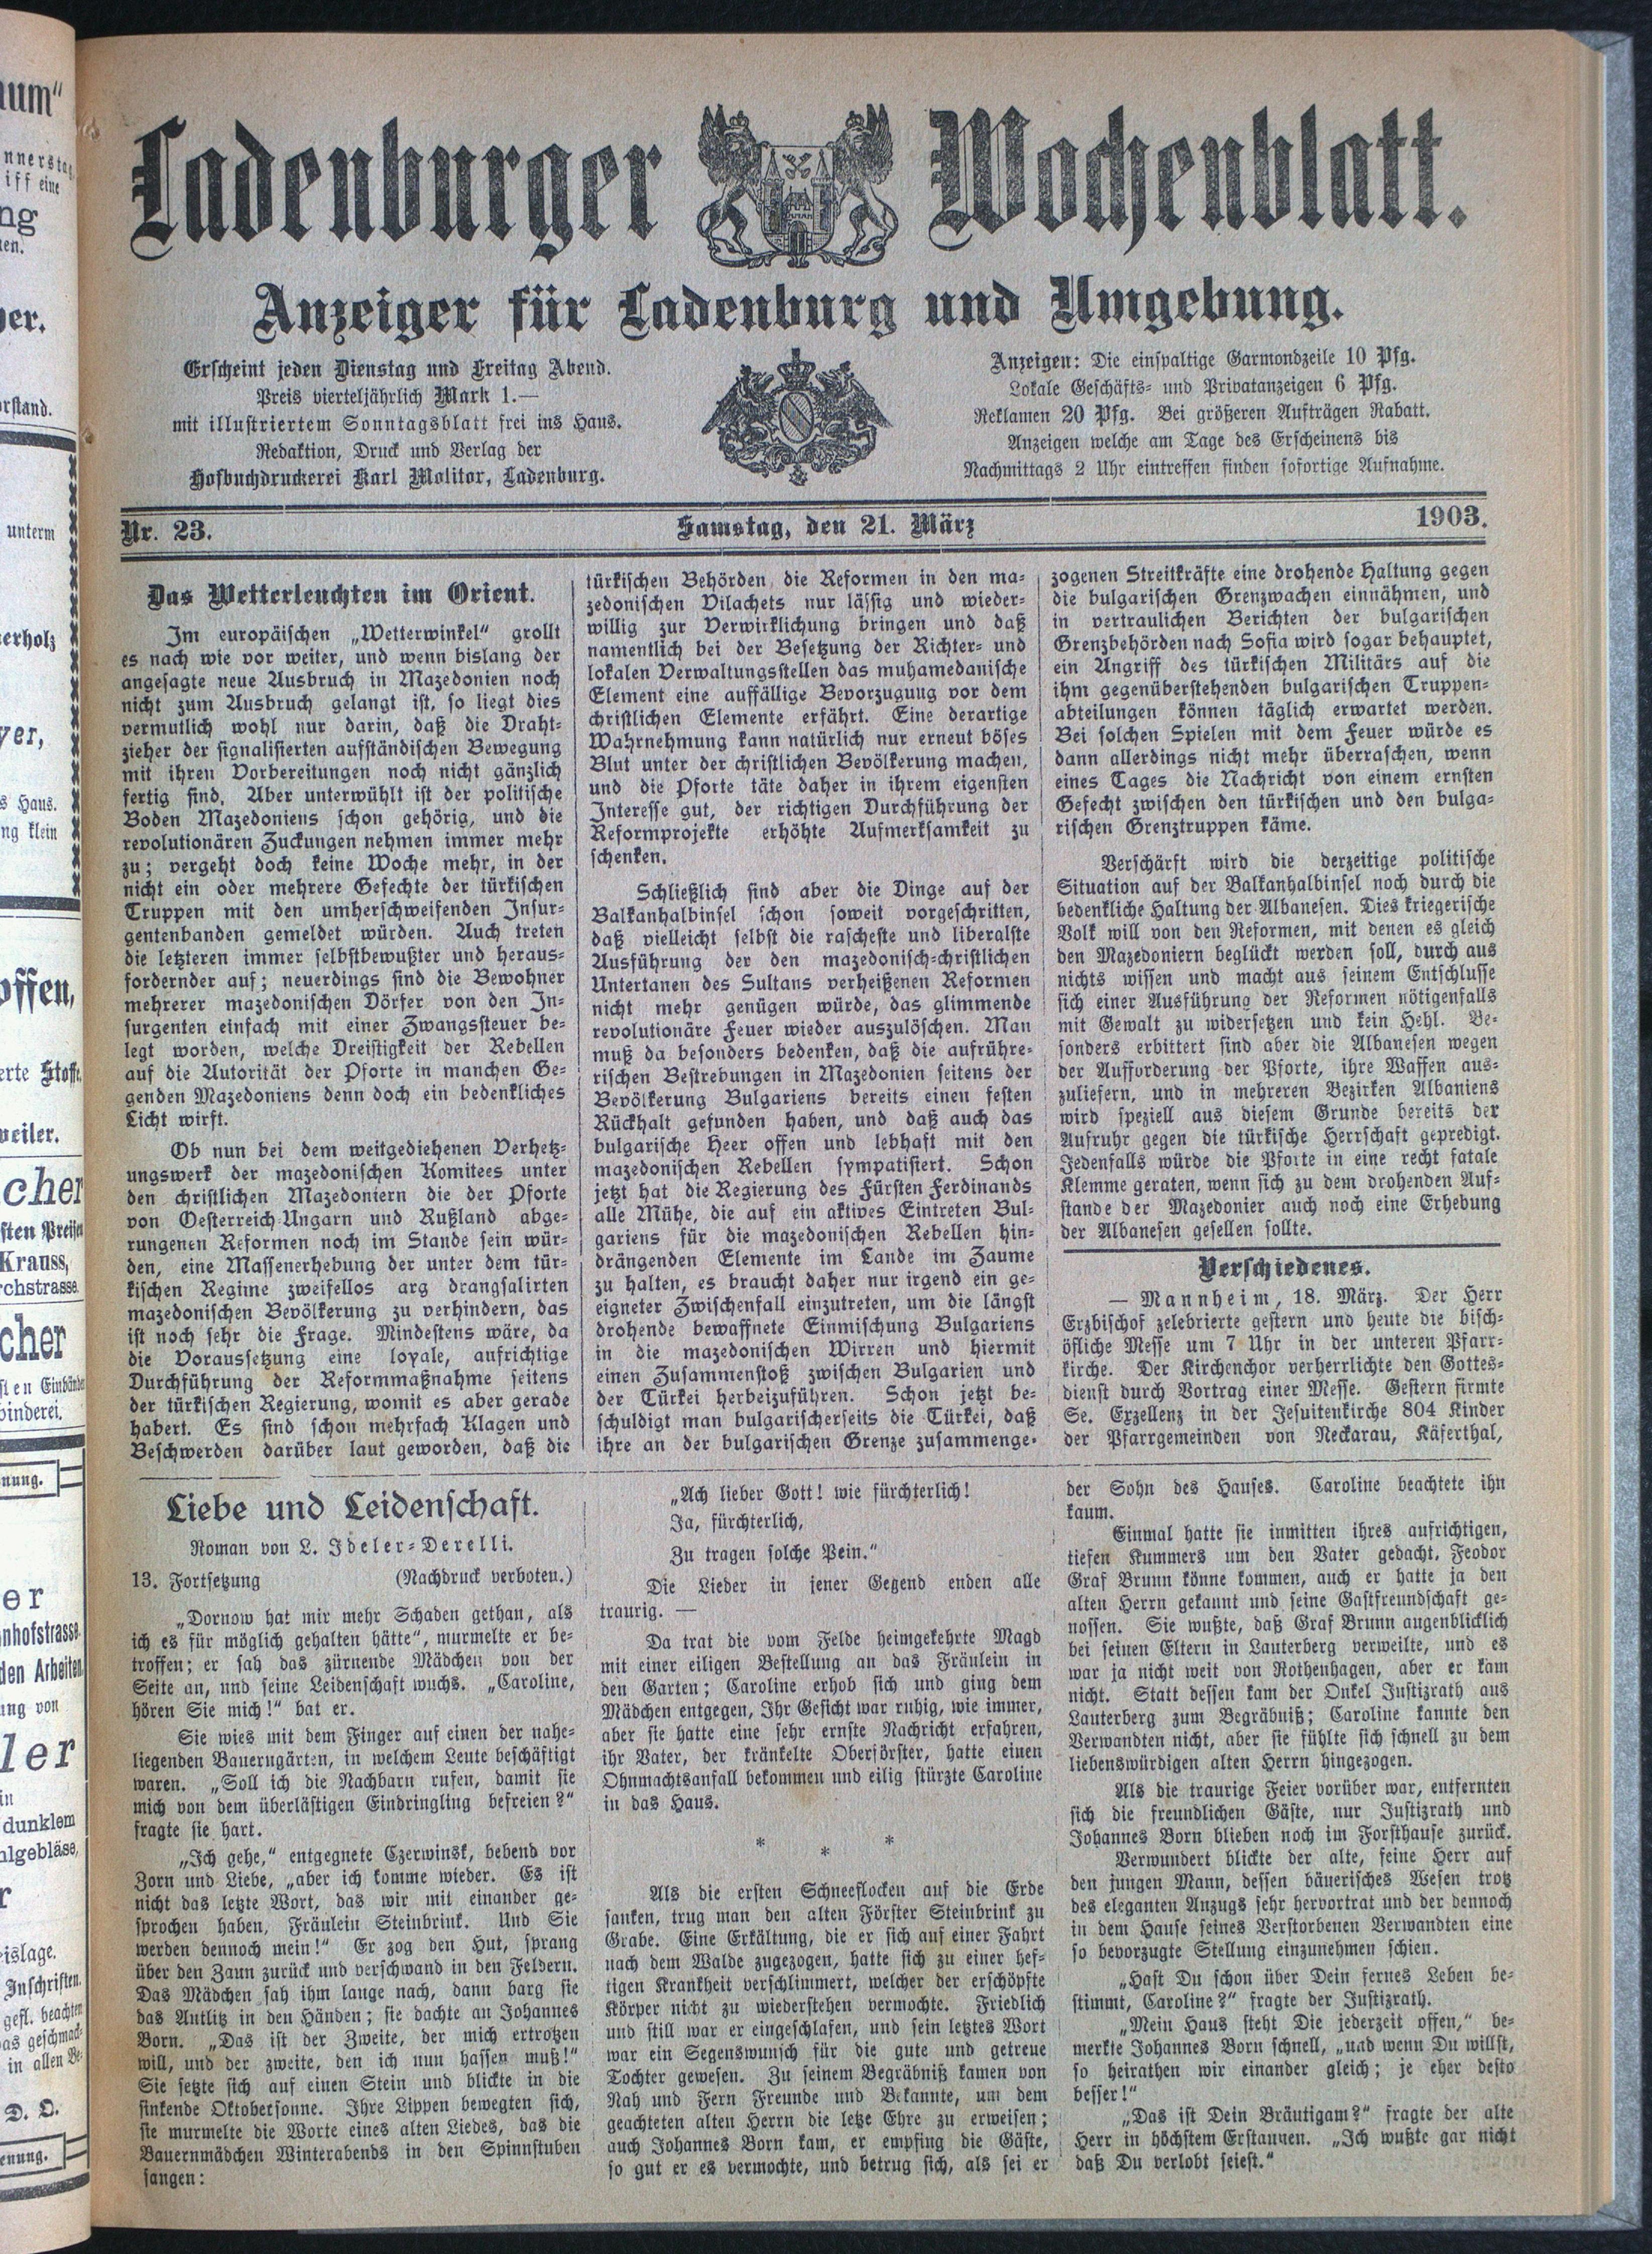 Ladenburger Wochenblatt.
Anzeiger für Ladenburg und Umgebung.
Erscheint jeden Dienstag und Freitag Abend.
Preis vierteljährlich Mark 1.—
mit illustriertem Sonntagsblatt frei ins Haus.
Redaktion, Druck und Verlag der
Hofbuchdruckerei Karl Molitor, Ladenburg.
Anzeigen: Die einspaltige Garmondzeile 10 Pfg.
Lokale Geschäfts- und Privatanzeigen 6 Pfg.
Reklamen 20 Pfg. Bei größeren Aufträgen Rabatt.
Anzeigen welche am Tage des Erscheinens bis
Nachmittags 2 Uhr eintreffen finden sofortige Aufnahme.
Nr. 23. Samstag, den 21. März 1903.
Das Wetterleuchten im Orient.
Im europäischen „Wetterwinkel“ grollt
es nach wie vor weiter, und wenn bislang der
angesagte neue Ausbruch in Mazedonien noch
nicht zum Ausbruch gelangt ist, so liegt dies
vermutlich wohl nur darin, daß die Draht-
zieher der signalisierten aufständischen Bewegung
mit ihren Vorbereitungen noch nicht gänzlich
fertig sind. Aber unterwühlt ist der politische
Boden Mazedoniens schon gehörig, und die
revolutionären Zuckungen nehmen immer mehr
zu; vergeht doch keine Woche mehr, in der
nicht ein oder mehrere Gefechte der türkischen
Truppen mit den umherschweifenden Insur-
gentenbanden gemeldet würden. Auch treten
die letzteren immer selbstbewußter und heraus-
fordernder auf; neuerdings sind die Bewohner
mehrerer mazedonischen Dörfer von den In-
surgenten einfach mit einer Zwangssteuer be-
legt worden, welche Dreistigkeit der Rebellen
auf die Autorität der Pforte in manchen Ge-
genden Mazedoniens denn doch ein bedenkliches
Licht wirft.
Ob nun bei dem weitgediehenen Verhetz-
ungswerk der mazedonischen Komitees unter
den christlichen Mazedoniern die der Pforte
von Oesterreich-Ungarn und Rußland abge-
rungenen Reformen noch im Stande sein wür-
den, eine Massenerhebung der unter dem tür-
kischen Regime zweifellos arg drangsalirten
mazedonischen Bevölkerung zu verhindern, das
ist noch sehr die Frage. Mindestens wäre, da
die Voraussetzung eine loyale, aufrichtige
Durchführung der Reformmaßnahme seitens
der türkischen Regierung, womit es aber gerade
habert. Es sind schon mehrfach Klagen und
Beschwerden darüber laut geworden, daß die
türkischen Behörden die Reformen in den ma-
zedonischen Vilachets nur lässig und wieder-
willig zur Verwirklichung bringen und daß
namentlich bei der Besetzung der Richter- und
lokalen Verwaltungsstellen das muhamedanische
Element eine auffällige Bevorzugung vor dem
christlichen Elemente erfährt. Eine derartige
Wahrnehmung kann natürlich nur erneut böses
Blut unter der christlichen Bevölkerung machen,
und die Pforte täte daher in ihrem eigensten
Interesse gut, der richtigen Durchführung der
Reformprojekte erhöhte Aufmerksamkeit zu
schenken.
Schließlich sind aber die Dinge auf der
Balkanhalbinsel schon soweit vorgeschritten,
daß vielleicht selbst die rascheste und liberalste
Ausführung der den mazedonisch-christlichen
Untertanen des Sultans verheißenen Reformen
nicht mehr genügen würde, das glimmende
revolutionäre Feuer wieder auszulöschen. Man
muß da besonders bedenken, daß die aufrühre-
rischen Bestrebungen in Mazedonien seitens der
Bevölkerung Bulgariens bereits einen festen
Rückhalt gefunden haben, und daß auch das
bulgarische Heer offen und lebhaft mit den
mazedonischen Rebellen sympatisiert. Schon
jetzt hat die Regierung des Fürsten Ferdinands
alle Mühe, die auf ein aktives Eintreten Bul-
gariens für die mazedonischen Rebellen hin-
drängenden Elemente im Lande im Zaume
zu halten, es braucht daher nur irgend ein ge-
eigneter Zwischenfall einzutreten, um die längst
drohende bewaffnete Einmischung Bulgariens
in die mazedonischen Wirren und hiermit
einen Zusammenstoß zwischen Bulgarien und
der Türkei herbeizuführen. Schon jetzt be-
schuldigt man bulgarischerseits die Türkei, daß
ihre an der bulgarischen Grenze zusammenge-
zogenen Streitkräfte eine drohende Haltung gegen
die bulgarischen Grenzwachen einnähmen, und
in vertraulichen Berichten der bulgarischen
Grenzbehörden nach Sofia wird sogar behauptet,
ein Angriff des türkischen Militärs auf die
ihm gegenüberstehenden bulgarischen Truppen-
abteilungen können täglich erwartet werden.
Bei solchen Spielen mit dem Feuer würde es
dann allerdings nicht mehr überraschen, wenn
eines Tages die Nachricht von einem ernsten
Gefecht zwischen den türkischen und den bulga-
rischen Grenztruppen käme.
Verschärft wird die derzeitige politische
Situation auf der Balkanhalbinsel noch durch die
bedenkliche Haltung der Albanesen. Dies kriegerische
Volk will von den Reformen, mit denen es gleich
den Mazedoniern beglückt werden soll, durch aus
nichts wissen und macht aus seinem Entschlusse
sich einer Ausführung der Reformen nötigenfalls
mit Gewalt zu widersetzen und kein Hehl. Be-
sonders erbittert sind aber die Albanesen wegen
der Aufforderung der Pforte, ihre Waffen aus-
zuliefern, und in mehreren Bezirken Albaniens
wird speziell aus diesem Grunde bereits der
Aufruhr gegen die türkische Herrschaft gepredigt.
Jedenfalls würde die Pforte in eine recht fatale
Klemme geraten, wenn sich zu dem drohenden Auf-
stande der Mazedonier auch noch eine Erhebung
der Albanesen gesellen sollte.
Verschiedenes.
— Mannheim, 18. März. Der Herr
Erzbischof zelebrierte gestern und heute die bisch-
öfliche Messe um 7 Uhr in der unteren Pfarr-
kirche. Der Kirchenchor verherrlichte den Gottes-
dienst durch Vortrag einer Messe. Gestern firmte
Se. Exzellenz in der Jesuitenkirche 804 Kinder
der Pfarrgemeinden von Neckarau, Käferthal,
Liebe und Leidenschaft.
Roman von L. Ideler-Derelli.
13. Fortsetzung (Nachdruck verboten.)
„Dornow hat mir mehr Schaden gethan, als
ich es für möglich gehalten hätte“, murmelte er be-
troffen; er sah das zürnende Mädchen von der
Seite an, und seine Leidenschaft wuchs. „Caroline,
hören Sie mich!“ bat er.
Sie wies mit dem Finger auf einen der nahe-
liegenden Bauerngärten, in welchem Leute beschäftigt
waren. „Soll ich die Nachbarn rufen, damit sie
mich von dem überlästigen Eindringling befreien?“
fragte sie hart.
„Ich gehe,“ entgegnete Czerwinsk, bebend vor
Zorn und Liebe, „aber ich komme wieder. Es ist
nicht das letzte Wort, das wir mit einander ge-
sprochen haben, Fräulein Steinbrink. Und Sie
werden dennoch mein!“ Er zog den Hut, sprang
über den Zaun zurück und verschwand in den Feldern.
Das Mädchen sah ihm lange nach, dann barg sie
das Antlitz in den Händen; sie dachte an Johannes
Born. „Das ist der Zweite, der mich ertrotzen
will, und der zweite, den ich nun hassen muß!“
Sie setzte sich auf einen Stein und blickte in die
sinkende Oktobersonne. Ihre Lippen bewegten sich,
sie murmelte die Worte eines alten Liedes, das die
Bauernmädchen Winterabends in den Spinnstuben
sangen:
„Ach lieber Gott! wie fürchterlich!
Ja, fürchterlich,
Zu tragen solche Pein.“
Die Lieder in jener Gegend enden alle
traurig. —
Da trat die vom Felde heimgekehrte Magd
mit einer eiligen Bestellung an das Fräulein in
den Garten; Caroline erhob sich und ging dem
Mädchen entgegen, Ihr Gesicht war ruhig, wie immer,
aber sie hatte eine sehr ernste Nachricht erfahren,
ihr Vater, der kränkelte Oberförster, hatte einen
Ohnmachtsanfall bekommen und eilig stürzte Caroline
in das Haus.
* * *
Als die ersten Schneeflocken auf die Erde
sanken, trug man den alten Förster Steinbrink zu
Grabe. Eine Erkältung, die er sich auf einer Fahrt
nach dem Walde zugezogen, hatte sich zu einer hef-
tigen Krankheit verschlimmert, welcher der erschöpfte
Körper nicht zu wiederstehen vermochte. Friedlich
und still war er eingeschlafen, und sein letztes Wort
war ein Segenswunsch für die gute und getreue
Tochter gewesen. Zu seinem Begräbniß kamen von
Nah und Fern Freunde und Bekannte, um dem
geachteten alten Herrn die letze Ehre zu erweisen;
auch Johannes Born kam, er empfing die Gäste,
so gut er es vermochte, und betrug sich, als sei er
der Sohn des Hauses. Caroline beachtete ihn
kaum.
Einmal hatte sie inmitten ihres aufrichtigen,
tiefen Kummers um den Vater gedacht, Feodor
Graf Brunn könne kommen, auch er hatte ja den
alten Herrn gekannt und seine Gastfreundschaft ge-
nossen. Sie wußte, daß Graf Brunn augenblicklich
bei seinen Eltern in Lauterberg verweilte, und es
war ja nicht weit von Rothenhagen, aber er kam
nicht. Statt dessen kam der Onkel Justizrath aus
Lauterberg zum Begräbniß; Caroline kannte den
Verwandten nicht, aber sie fühlte sich schnell zu dem
liebenswürdigen alten Herrn hingezogen.
Als die traurige Feier vorüber war, entfernten
sich die freundlichen Gäste, nur Justizrath und
Johannes Born blieben noch im Forsthause zurück.
Verwundert blickte der alte, feine Herr auf
den jungen Mann, dessen bäuerisches Wesen trotz
des eleganten Anzugs sehr hervortrat und der dennoch
in dem Hause seines Verstorbenen Verwandten eine
so bevorzugte Stellung einzunehmen schien.
„Hast Du schon über Dein fernes Leben be-
stimmt, Caroline?“ fragte der Justizrath.
„Mein Haus steht Die jederzeit offen,“ be-
merkte Johannes Born schnell, „und wenn Du willst,
so heirathen wir einander gleich; je eher desto
besser!“
„Das ist Dein Bräutigam?“ fragte der alte
Herr in höchstem Erstaunen. „Ich wußte gar nicht
daß Du verlobt seiest.“